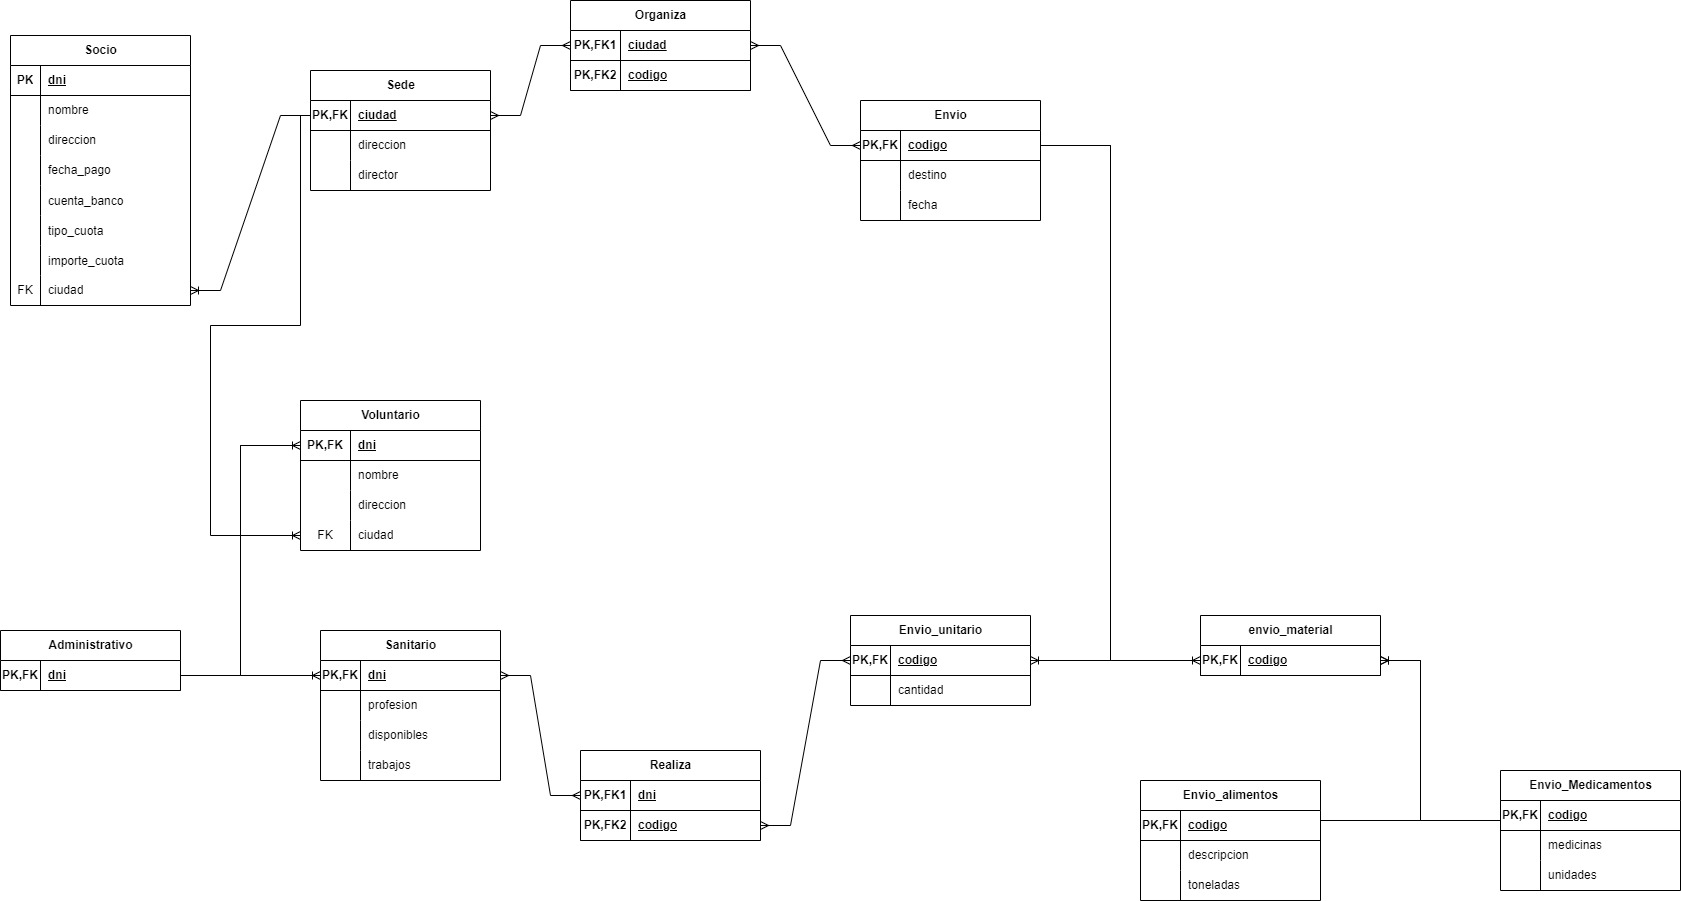 Socio
PK dni
nombre
direccion
fecha_pago
cuenta_banco
tipo_cuota
importe_cuota
FK ciudad
Sede
PK,FK ciudad
direccion
director
Organiza
PK,FK1 ciudad
PK,FK2 codigo
Envio
PK,FK codigo
destino
fecha
Voluntario
PK,FK dni
nombre
direccion
FK ciudad
Administrativo
PK,FK dni
Sanitario
PK,FK dni
profesion
disponibles
trabajos
Realiza
PK,FK1 dni
PK,FK2 codigo
Envio_unitario
PK,FK codigo
cantidad
envio_material
PK,FK codigo
Envio_alimentos
PK,FK codigo
descripcion
toneladas
Envio_Medicamentos
PK,FK codigo
medicinas
unidades